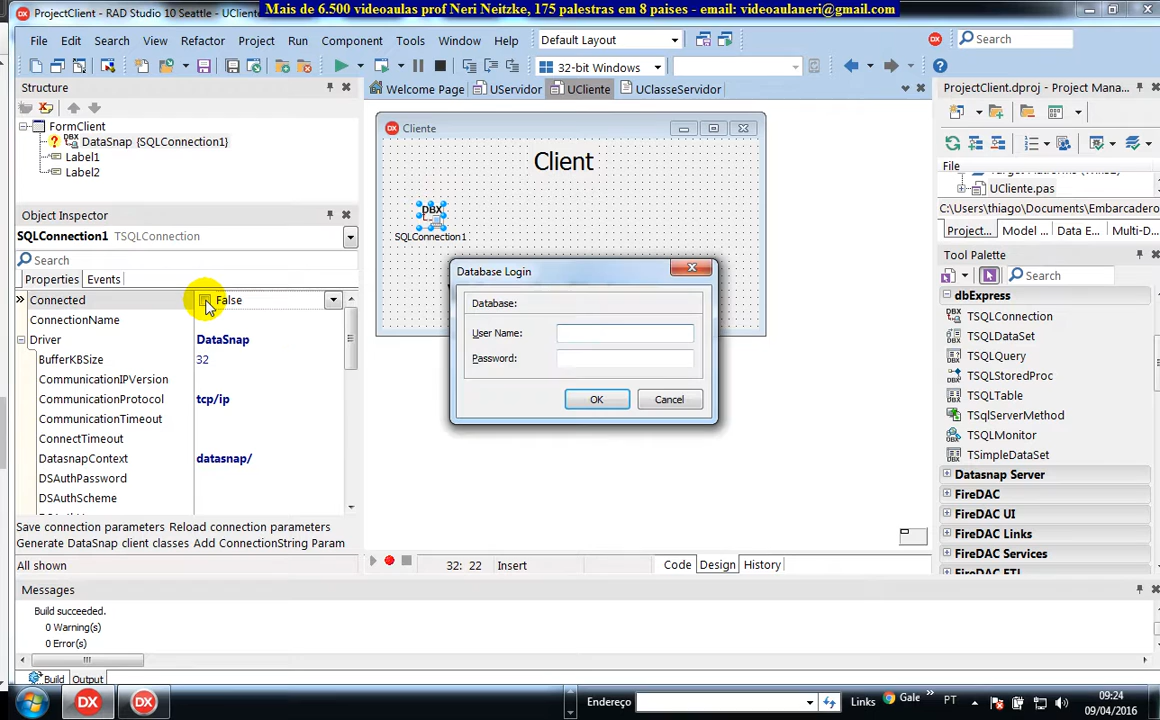 Mais de 6.500 videoaulas prof Neri Neitzke, 175 palestras em 8 paises - email: videoaulaneri@gmail.com
ProjectClient - RAD Studio 10 Seattle - UClie
File Edit Search View Refactor Project Run Component Tools Window Help
Default Layout
Search
32-bit Windows
Structure
FormClient
DataSnap {SQLConnection1}
Label1
Label2
Object Inspector
SQLConnection1 TSQLConnection
Search
Properties Events
Connected False
ConnectionName
Driver DataSnap
BufferKBSize 32
CommunicationIPVersion
CommunicationProtocol tcp/ip
CommunicationTimeout
ConnectTimeout
DatasnapContext datasnap/
DSAuthPassword
DSAuthScheme
Save connection parameters Reload connection parameters
Generate DataSnap client classes Add ConnectionString Param
All shown
Welcome Page UServidor UCliente UClasseServidor
Cliente
Client
DBX
SQLConnection1
Database Login
Database:
User Name:
Password:
OK Cancel
32: 22 Insert
Code Design History
ProjectClient.dproj - Project Mana...
File
UCliente.pas
C:\Users\thiago\Documents\Embarcadero
Project... Model ... Data E... Multi-D...
Tool Palette
Search
dbExpress
TSQLConnection
TSQLDataSet
TSQLQuery
TSQLStoredProc
TSQLTable
TSqlServerMethod
TSQLMonitor
TSimpleDataSet
Datasnap Server
FireDAC
FireDAC UI
FireDAC Links
FireDAC Services
Messages
Build succeeded.
0 Warning(s)
0 Error(s)
Build Output
DX DX
Endereço
Links
Gale
PT
09:24
09/04/2016